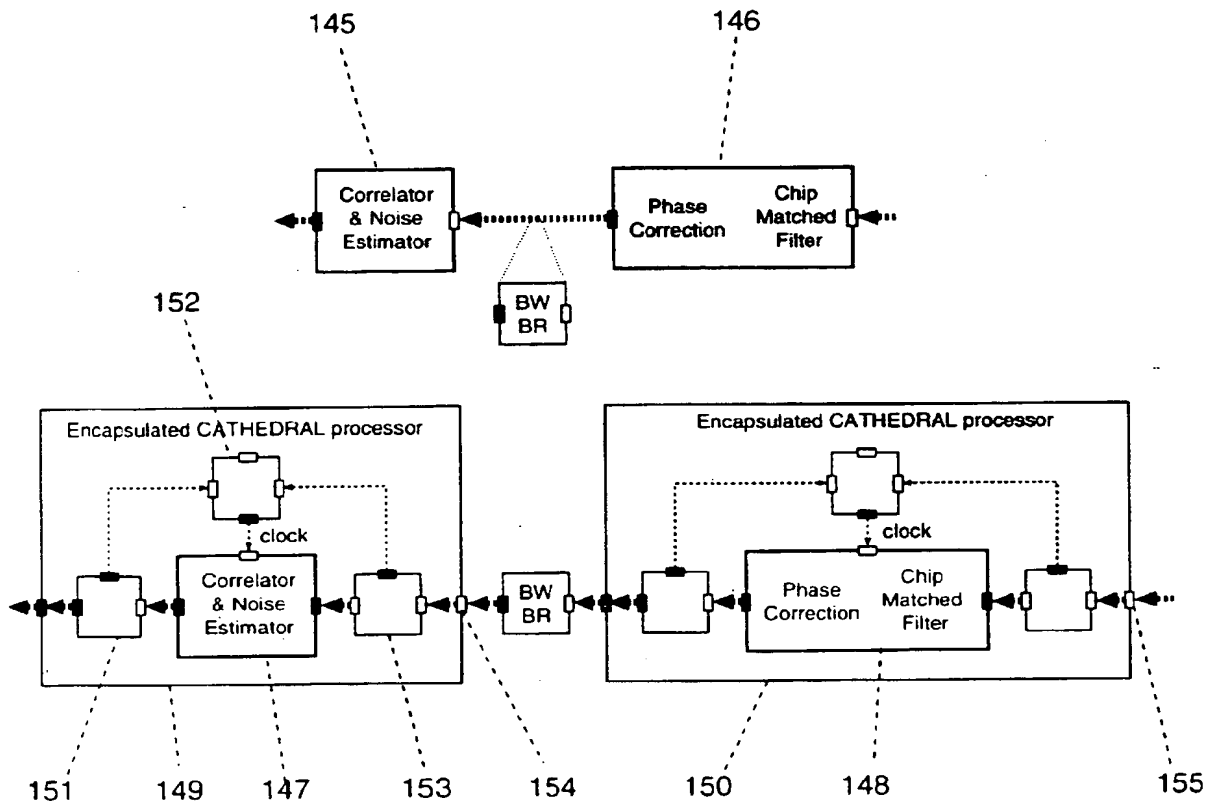 145
146
Correlator
& Noise
Estimator
Phase
Correction
Chip
Matched
Filter
BW
BR
152
Encapsulated CATHEDRAL processor
clock
Correlator
& Noise
Estimator
BW
BR
Encapsulated CATHEDRAL processor
clock
Phase
Correction
Chip
Matched
Filter
151
149
147
153
154
150
148
155